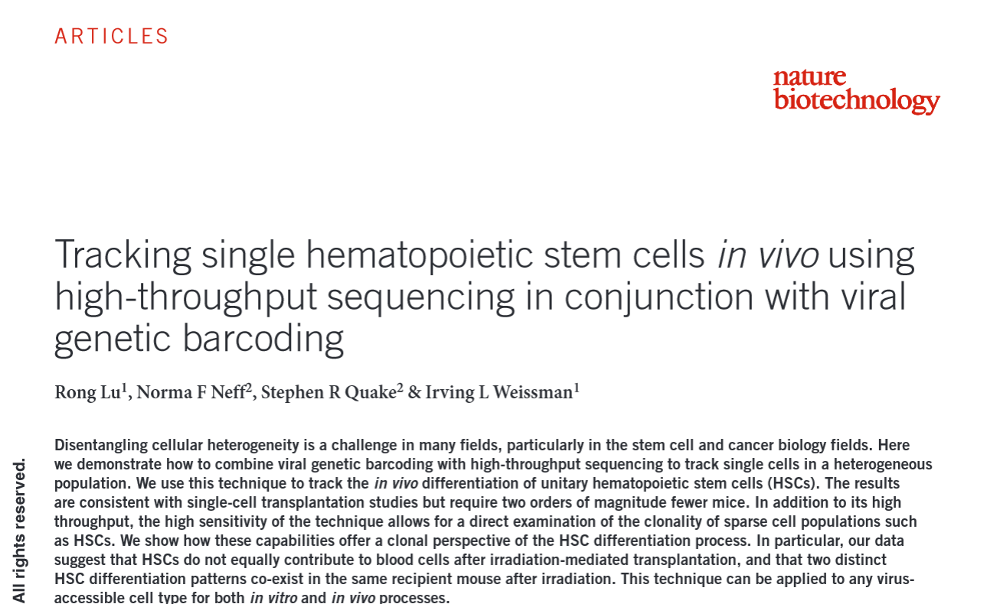 ARTICLES
nature
biotechnology
Tracking single hematopoietic stem cells in vivo using
high-throughput sequencing in conjunction with viral
genetic barcoding
Rong Lu1, Norma F Neff2, Stephen R Quake2 & Irving L Weissman1
Disentangling cellular heterogeneity is a challenge in many fields, particularly in the stem cell and cancer biology fields. Here
we demonstrate how to combine viral genetic barcoding with high-throughput sequencing to track single cells in a heterogeneous
population. We use this technique to track the in vivo differentiation of unitary hematopoietic stem cells (HSCs). The results
are consistent with single-cell transplantation studies but require two orders of magnitude fewer mice. In addition to its high
throughput, the high sensitivity of the technique allows for a direct examination of the clonality of sparse cell populations such
as HSCs. We show how these capabilities offer a clonal perspective of the HSC differentiation process. In particular, our data
suggest that HSCs do not equally contribute to blood cells after irradiation-mediated transplantation, and that two distinct
HSC differentiation patterns co-exist in the same recipient mouse after irradiation. This technique can be applied to any virus-
accessible cell type for both in vitro and in vivo processes.
All rights reserved.